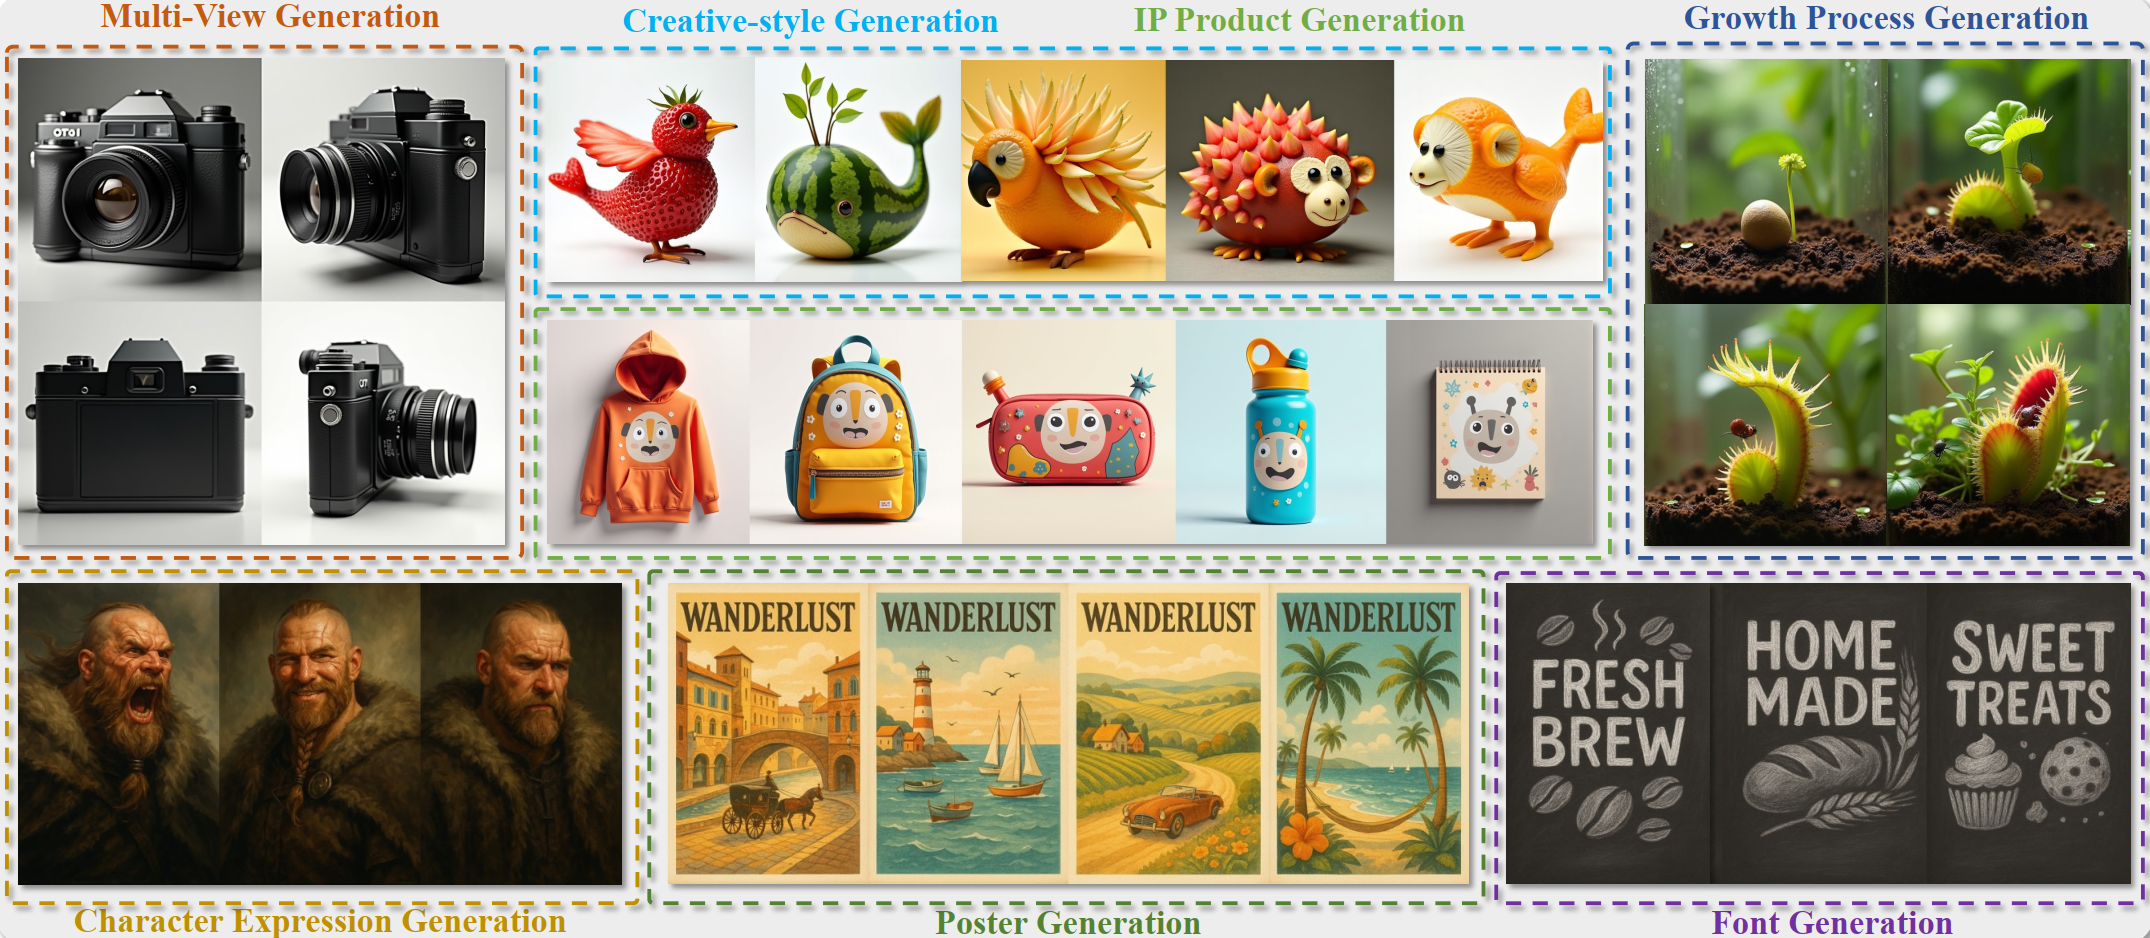 Multi-View Generation
Creative-style Generation
IP Product Generation
Growth Process Generation
WANDERLUST
WANDERLUST
WANDERLUST
WANDERLUST
FRESH
BREW
HOME
MADE
SWEET
TREATS
Character Expression Generation
Poster Generation
Font Generation